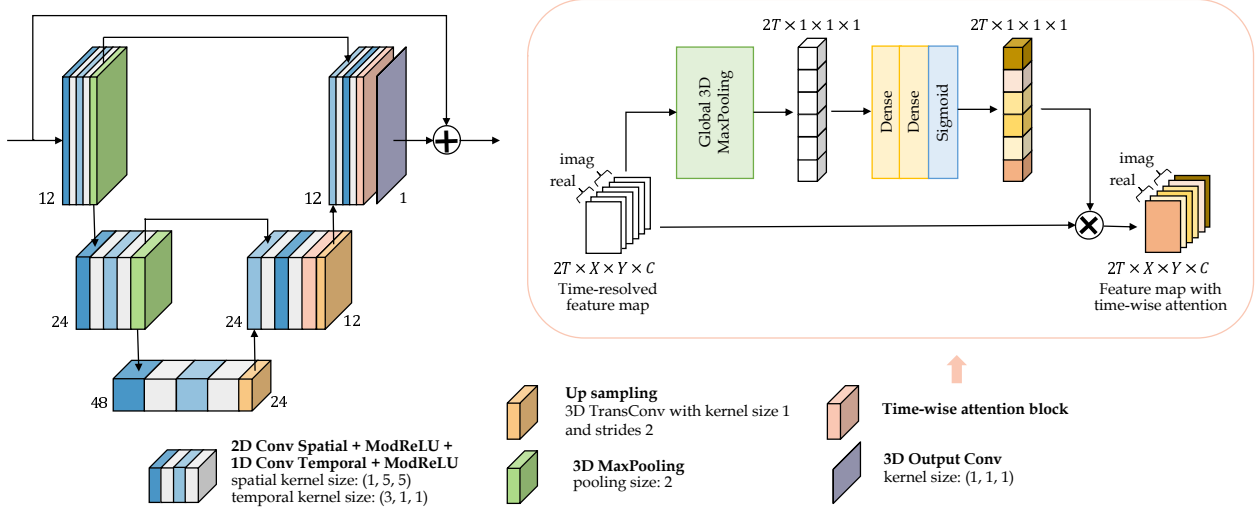 12
12
1
24
24
12
48
24
2T × 1 × 1 × 1
2T × 1 × 1 × 1
Global 3D
MaxPooling
Dense
Dense
Sigmoid
imag
real
imag
real
2T × X × Y × C
Time-resolved
feature map
2T × X × Y × C
Feature map with
time-wise attention
2D Conv Spatial + ModReLU +
1D Conv Temporal + ModReLU
spatial kernel size: (1, 5, 5)
temporal kernel size: (3, 1, 1)
Up sampling
3D TransConv with kernel size 1
and strides 2
3D MaxPooling
pooling size: 2
Time-wise attention block
3D Output Conv
kernel size: (1, 1, 1)